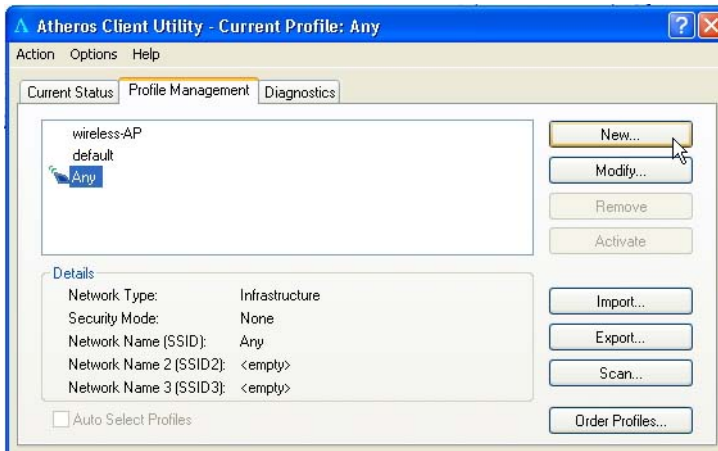 Atheros Client Utility - Current Profile: Any
Action Options Help
Current Status Profile Management Diagnostics
wireless-AP
default
Any
New...
Modify...
Remove
Activate
Details
Network Type: Infrastructure
Security Mode: None
Network Name (SSID): Any
Network Name 2 (SSID2): <empty>
Network Name 3 (SSID3): <empty>
Import...
Export...
Scan...
Auto Select Profiles
Order Profiles...